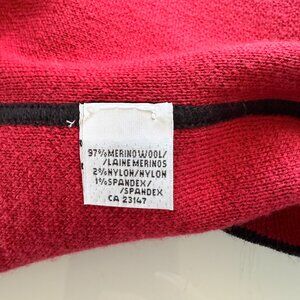 97%MERINO WOOL/
/LAINE MERINOS
2%NYLON/NYLON
1%SPANDEX/
/SPANDEX
CA 23147